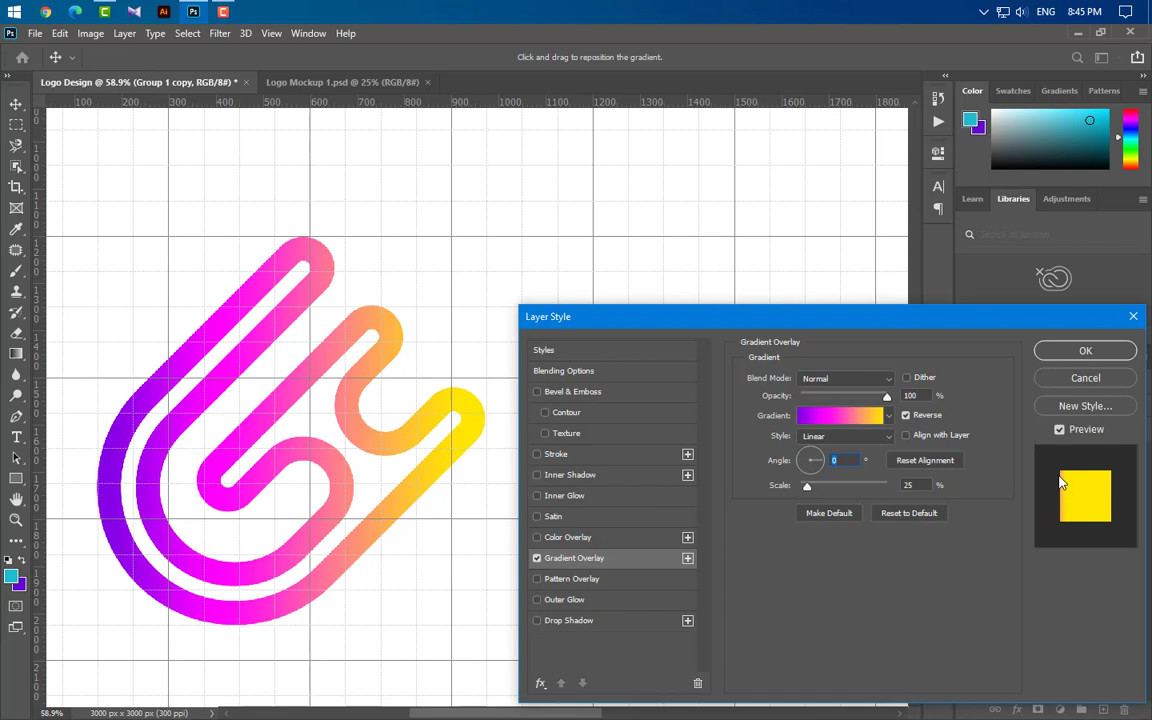 ENG 8:45 PM
File Edit Image Layer Type Select Filter 3D View Window Help
Click and drag to reposition the gradient.
Logo Design @ 58.9% (Group 1 copy, RGB/8#) * × Logo Mockup 1.psd @ 25% (RGB/8#) ×
Color Swatches Gradients Patterns
100 200 300 400 500 600 700 800 900 1000 1100 1200 1300 1400 1500 1600 1700 1800
Learn Libraries Adjustments
Layer Style
Styles
Blending Options
Bevel & Emboss
Contour
Texture
Stroke
Inner Shadow
Inner Glow
Satin
Color Overlay
Gradient Overlay
Pattern Overlay
Outer Glow
Drop Shadow
fx
Gradient Overlay
Gradient
Blend Mode: Normal Dither
Opacity: 100 %
Gradient: Reverse
Style: Linear Align with Layer
Angle: 0 ° Reset Alignment
Scale: 25 %
Make Default Reset to Default
OK
Cancel
New Style...
Preview
58.9% 3000 px x 3000 px (300 ppi)